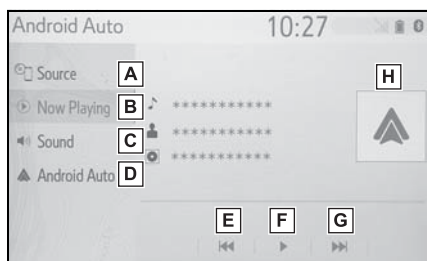 Android Auto 10:27
Source A
H
Now Playing B ***********
***********
Sound C
***********
Android Auto D
E F G